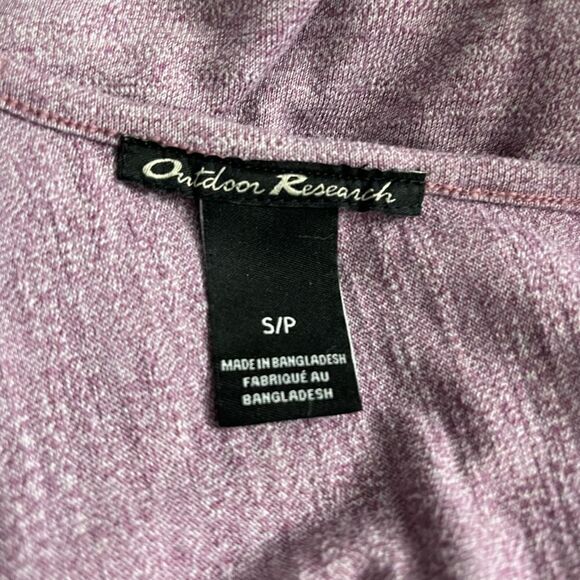 Outdoor Research
S/P
MADE IN BANGLADESH
FABRIQUÉ AU
BANGLADESH